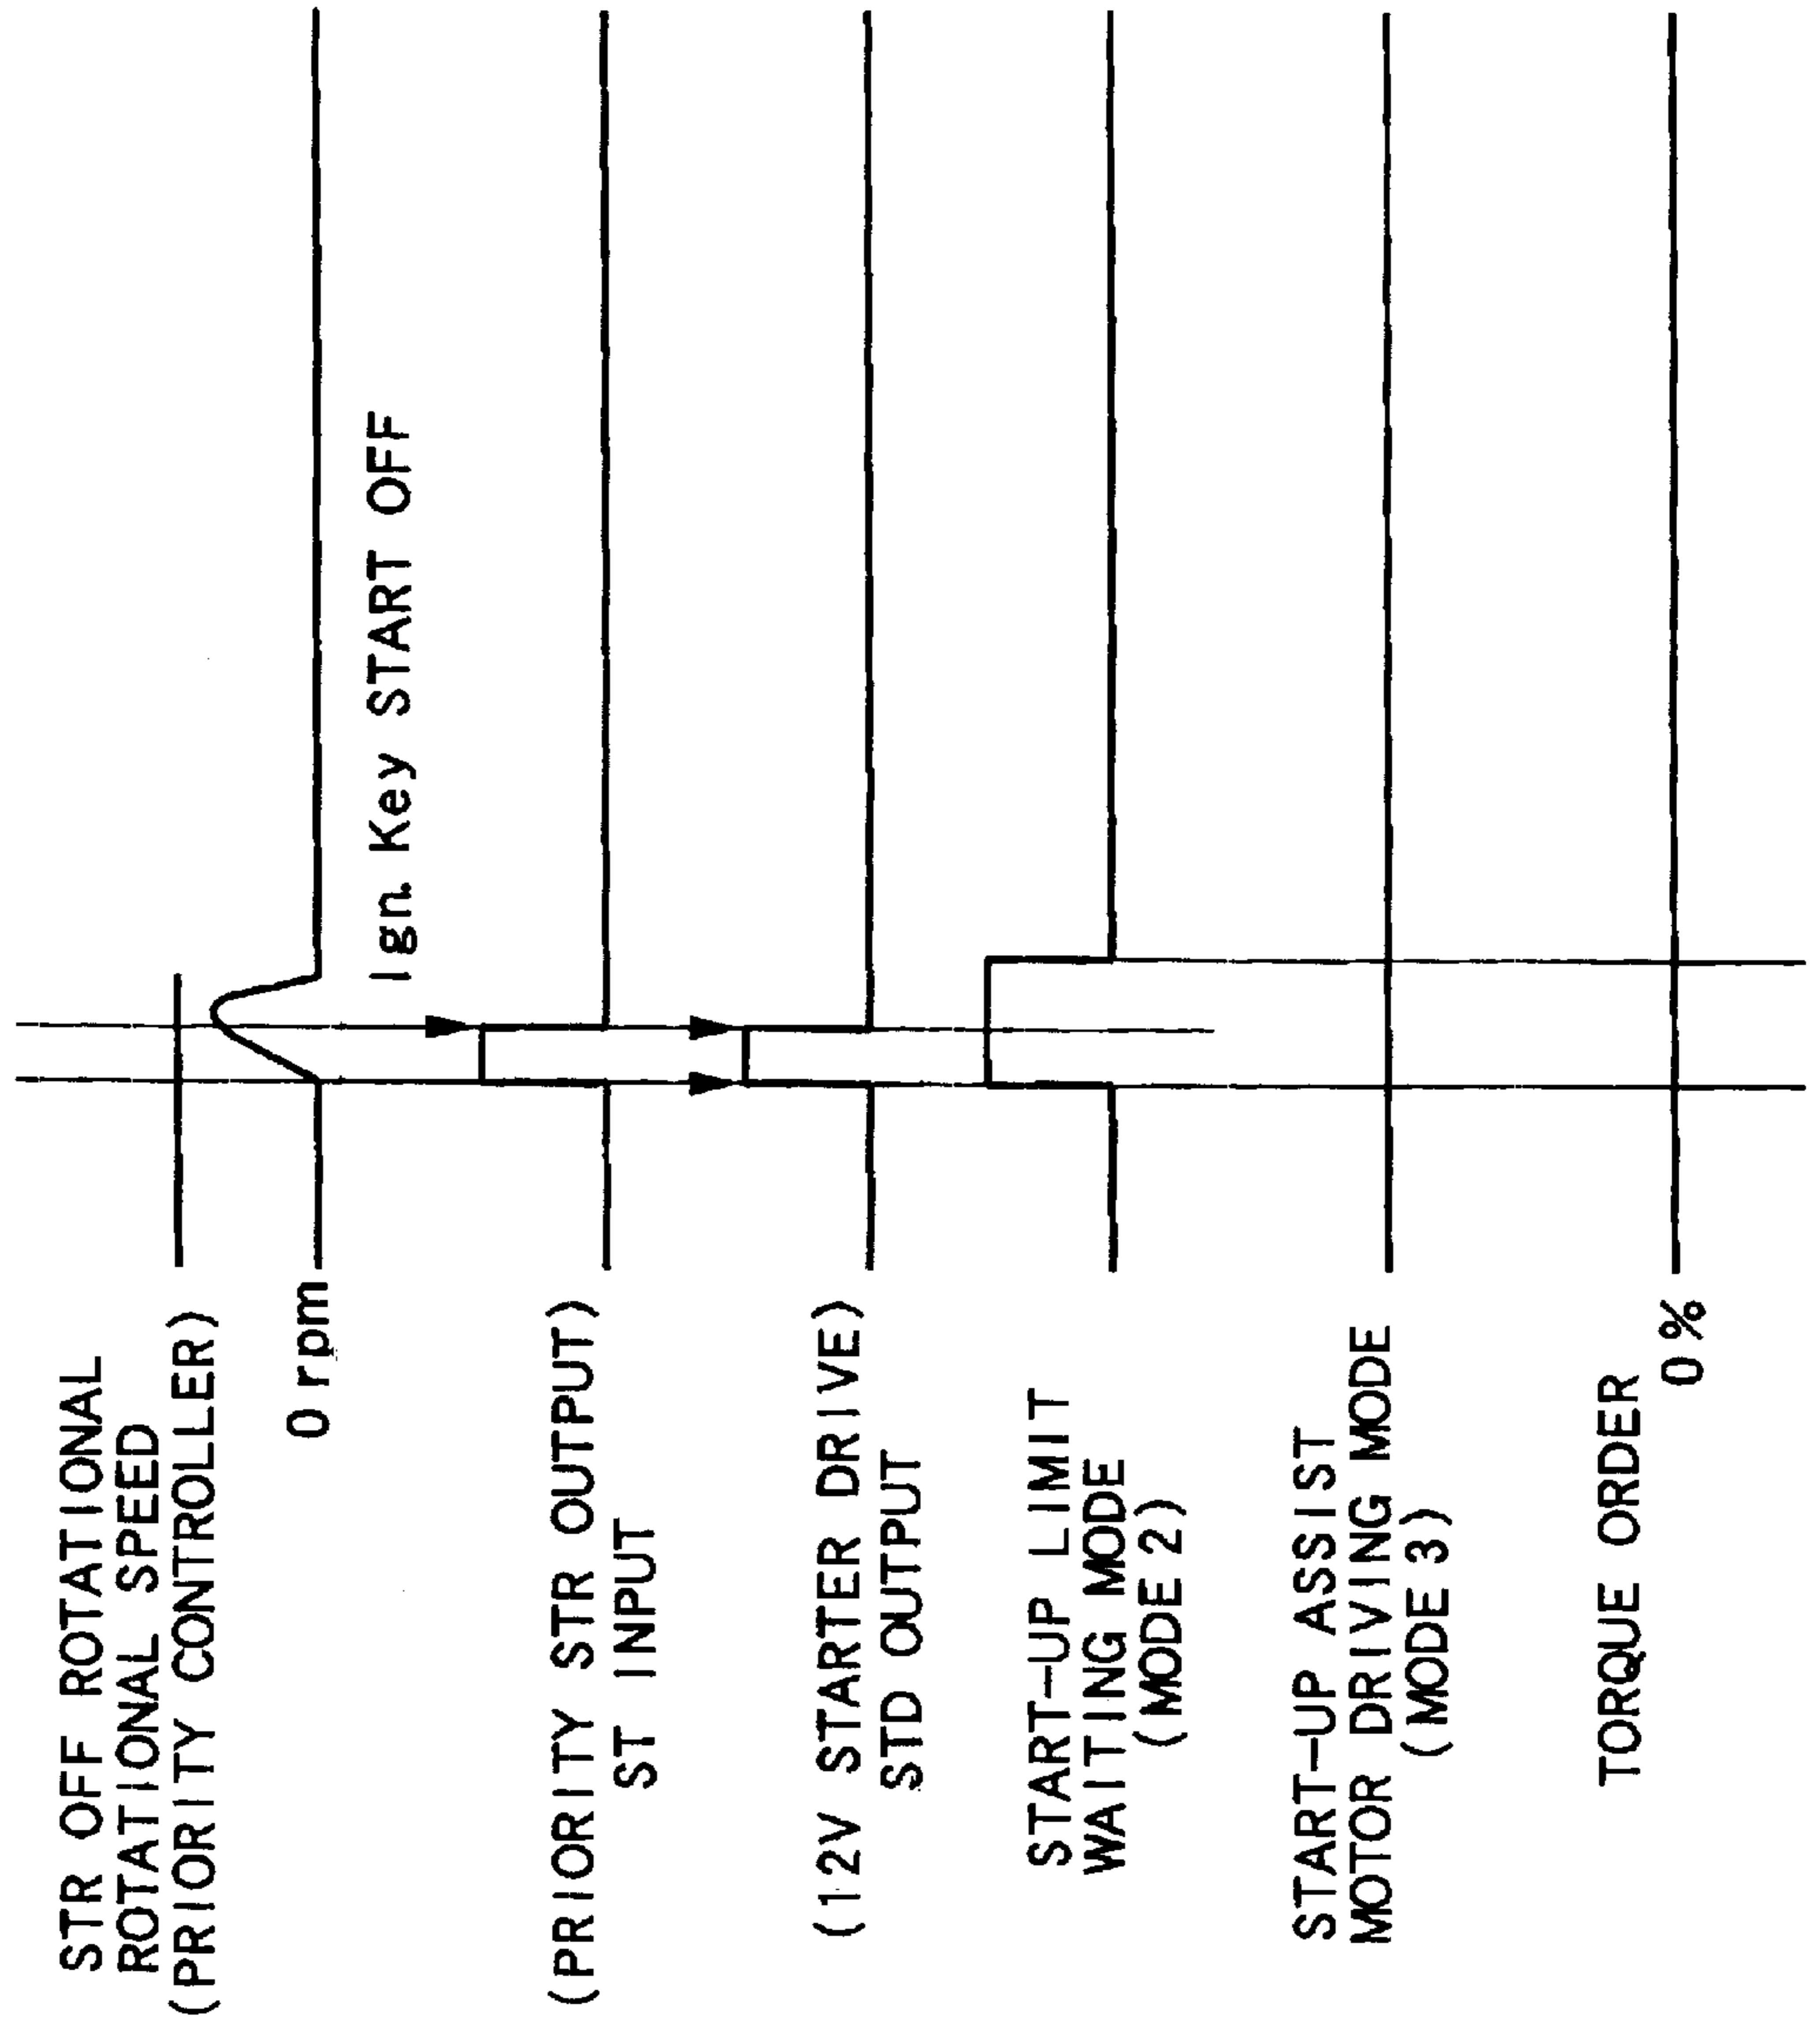 STR OFF ROTATIONAL
ROTATIONAL SPEED
(PRIORITY CONTROLLER)
0 rpm
Ign. Key START OFF
(PRIORITY STR OUTPUT)
ST INPUT
(12V STARTER DRIVE)
STD OUTPUT
START-UP LIMIT
WAITING MODE
(MODE 2)
START-UP ASSIST
MOTOR DRIVING MODE
(MODE 3)
TORQUE ORDER
0 %